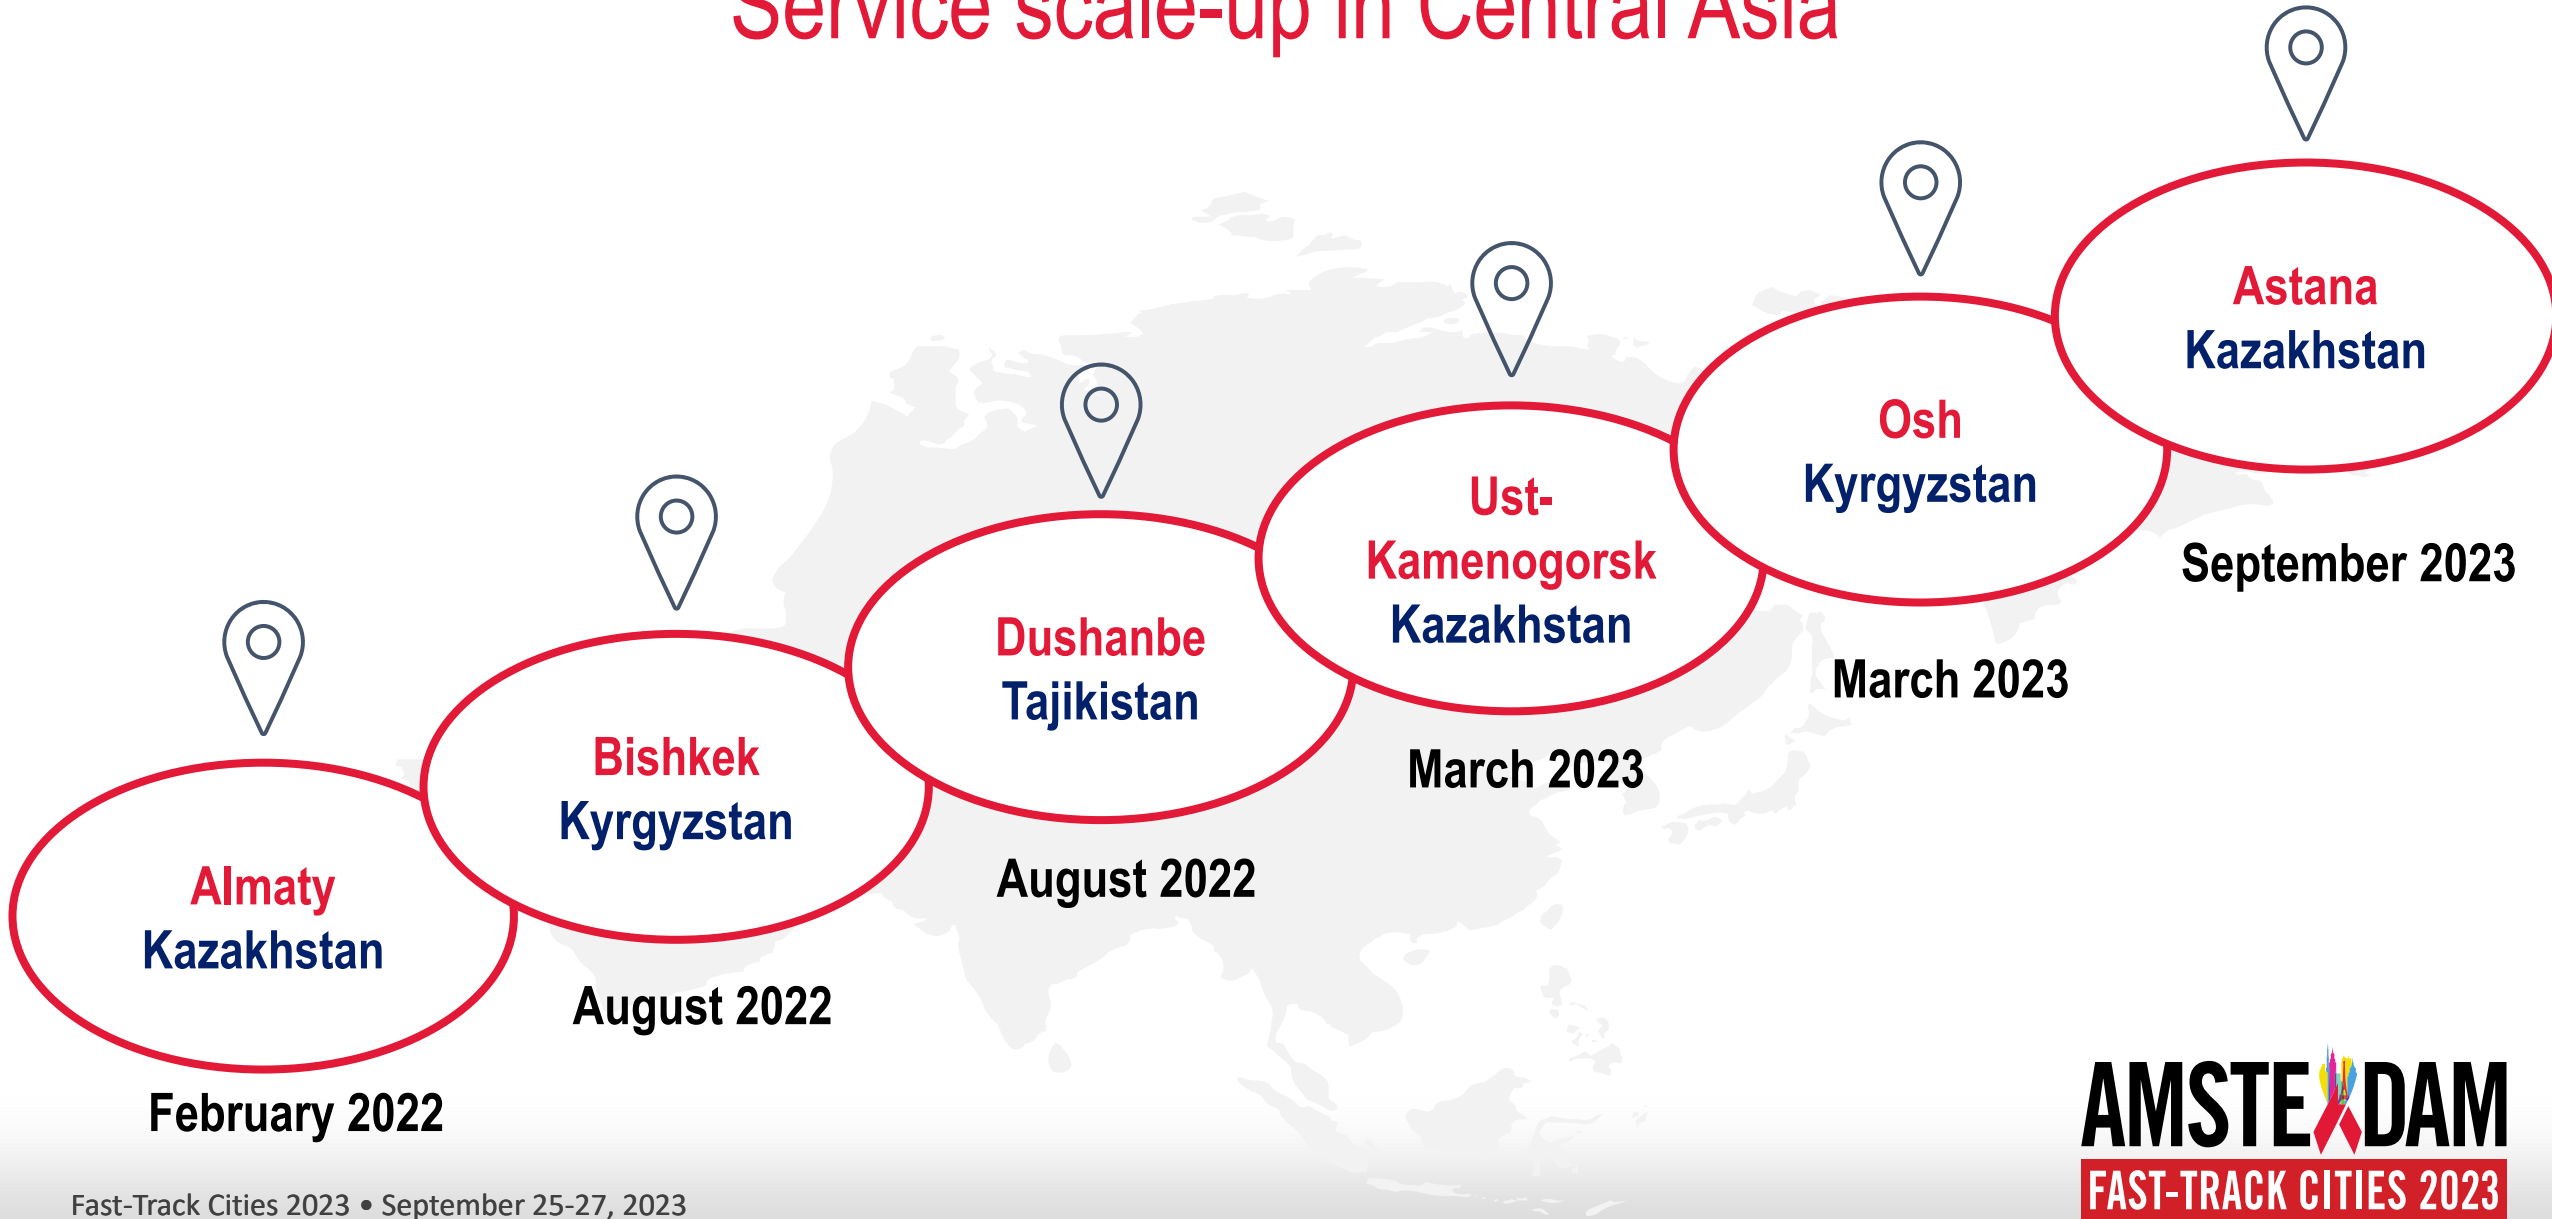 Service scale-up in Central Asia
Almaty
Kazakhstan
February 2022
Bishkek
Kyrgyzstan
August 2022
Dushanbe
Tajikistan
August 2022
Ust-
Kamenogorsk
Kazakhstan
March 2023
Osh
Kyrgyzstan
March 2023
Astana
Kazakhstan
September 2023
Fast-Track Cities 2023 • September 25-27, 2023
AMSTERDAM
FAST-TRACK CITIES 2023